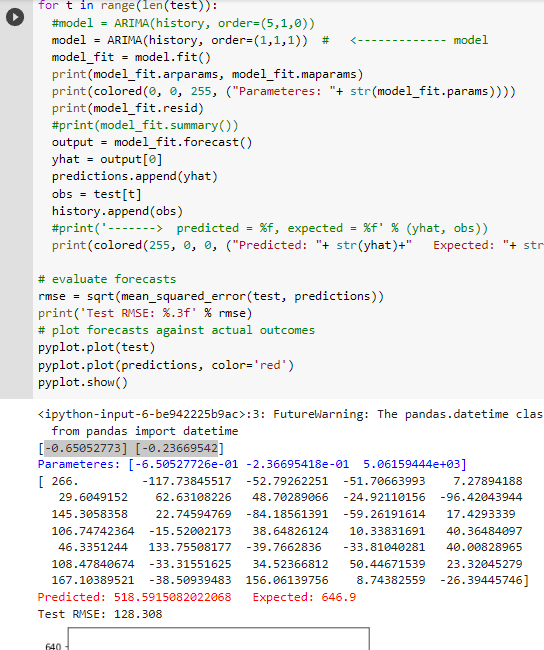 for t in range(len(test)):
#model = ARIMA(history, order=(5,1,0))
model = ARIMA(history, order=(1,1,1))  #   <------------- model
model_fit = model.fit()
print(model_fit.arparams, model_fit.maparams)
print(colored(0, 0, 255, ("Parameteres: "+ str(model_fit.params))))
print(model_fit.resid)
#print(model_fit.summary())
output = model_fit.forecast()
yhat = output[0]
predictions.append(yhat)
obs = test[t]
history.append(obs)
#print('-------> predicted = %f, expected = %f' % (yhat, obs))
print(colored(255, 0, 0, ("Predicted: "+ str(yhat)+"   Expected: "+ str
# evaluate forecasts
rmse = sqrt(mean_squared_error(test, predictions))
print('Test RMSE: %.3f' % rmse)
# plot forecasts against actual outcomes
pyplot.plot(test)
pyplot.plot(predictions, color='red')
pyplot.show()
<ipython-input-6-be942225b9ac>:3: FutureWarning: The pandas.datetime clas
from pandas import datetime
[-0.65052773] [-0.23669542]
Parameteres: [-6.50527726e-01 -2.36695418e-01  5.06159444e+03]
[ 266.         -117.73845517  -52.79262251  -51.70663993    7.27894188
29.6049152    62.63108226   48.70289066  -24.92110156  -96.42043944
145.3058358    22.74594769  -84.18561391  -59.26191614   17.4299339
106.74742364  -15.52002173   38.64826124   10.33831691   40.36484097
46.3351244   133.75508177  -39.7662836   -33.81040281   40.00828965
108.47840674  -33.31551625   34.52366812   50.44671539   23.32045279
167.10389521  -38.50939483  156.06139756    8.74382559  -26.39445746]
Predicted: 518.5915082022068   Expected: 646.9
Test RMSE: 128.308
640